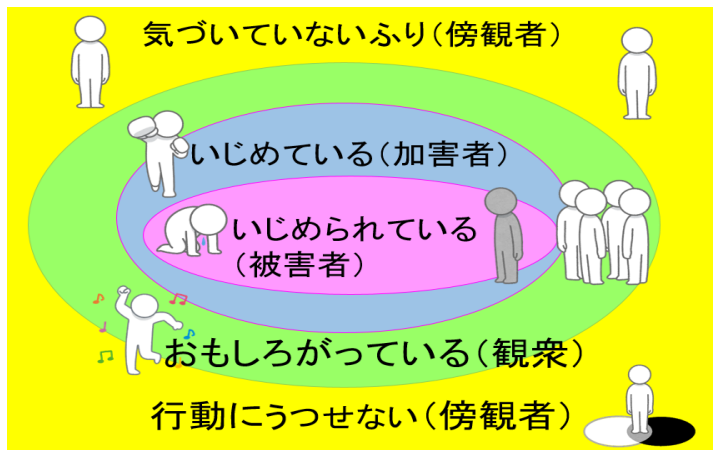 気づいていないふり（傍観者）
いじめている（加害者）
いじめられている
（被害者）
おもしろがっている（観衆）
行動にうつせない（傍観者）